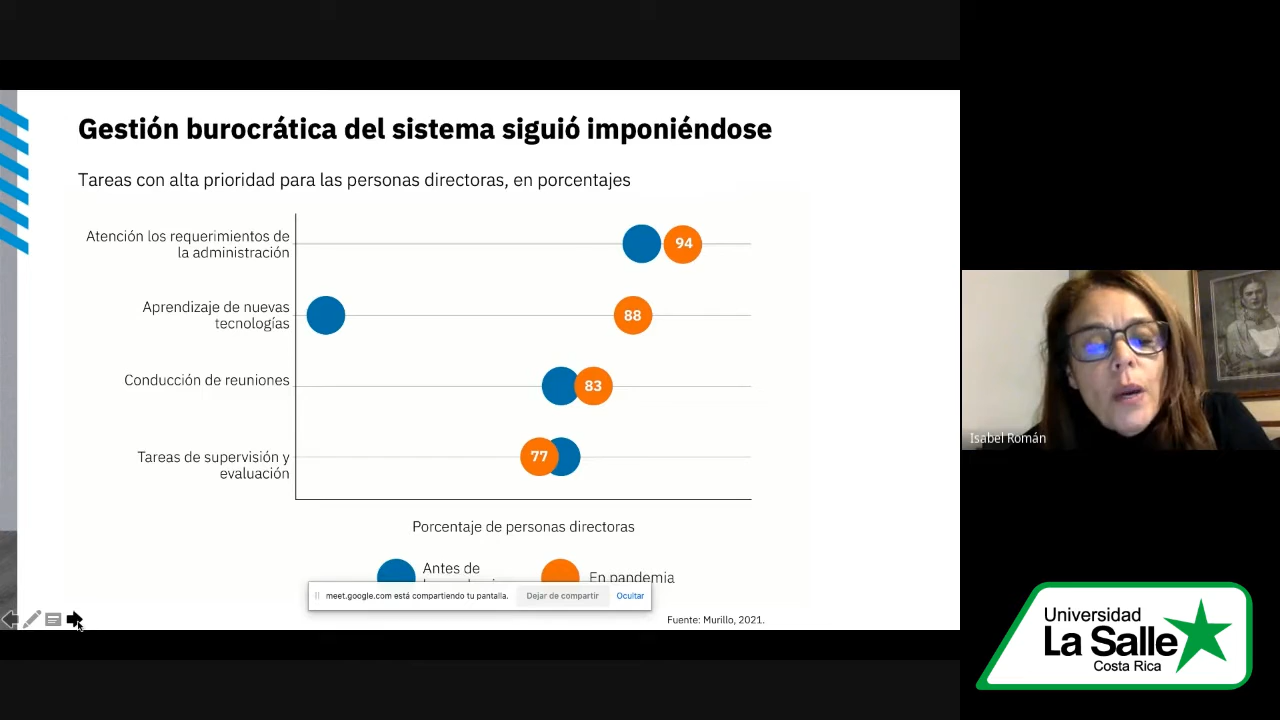 Gestión burocrática del sistema siguió imponiéndose
Tareas con alta prioridad para las personas directoras, en porcentajes
Atención los requerimientos de
la administración
94
Aprendizaje de nuevas
tecnologías
88
Conducción de reuniones
83
Tareas de supervisión y
evaluación
77
Porcentaje de personas directoras
Antes de
En pandemia
meet.google.com está compartiendo tu pantalla.
Dejar de compartir
Ocultar
Fuente: Murillo, 2021.
Isabel Román
Universidad
La Salle
Costa Rica